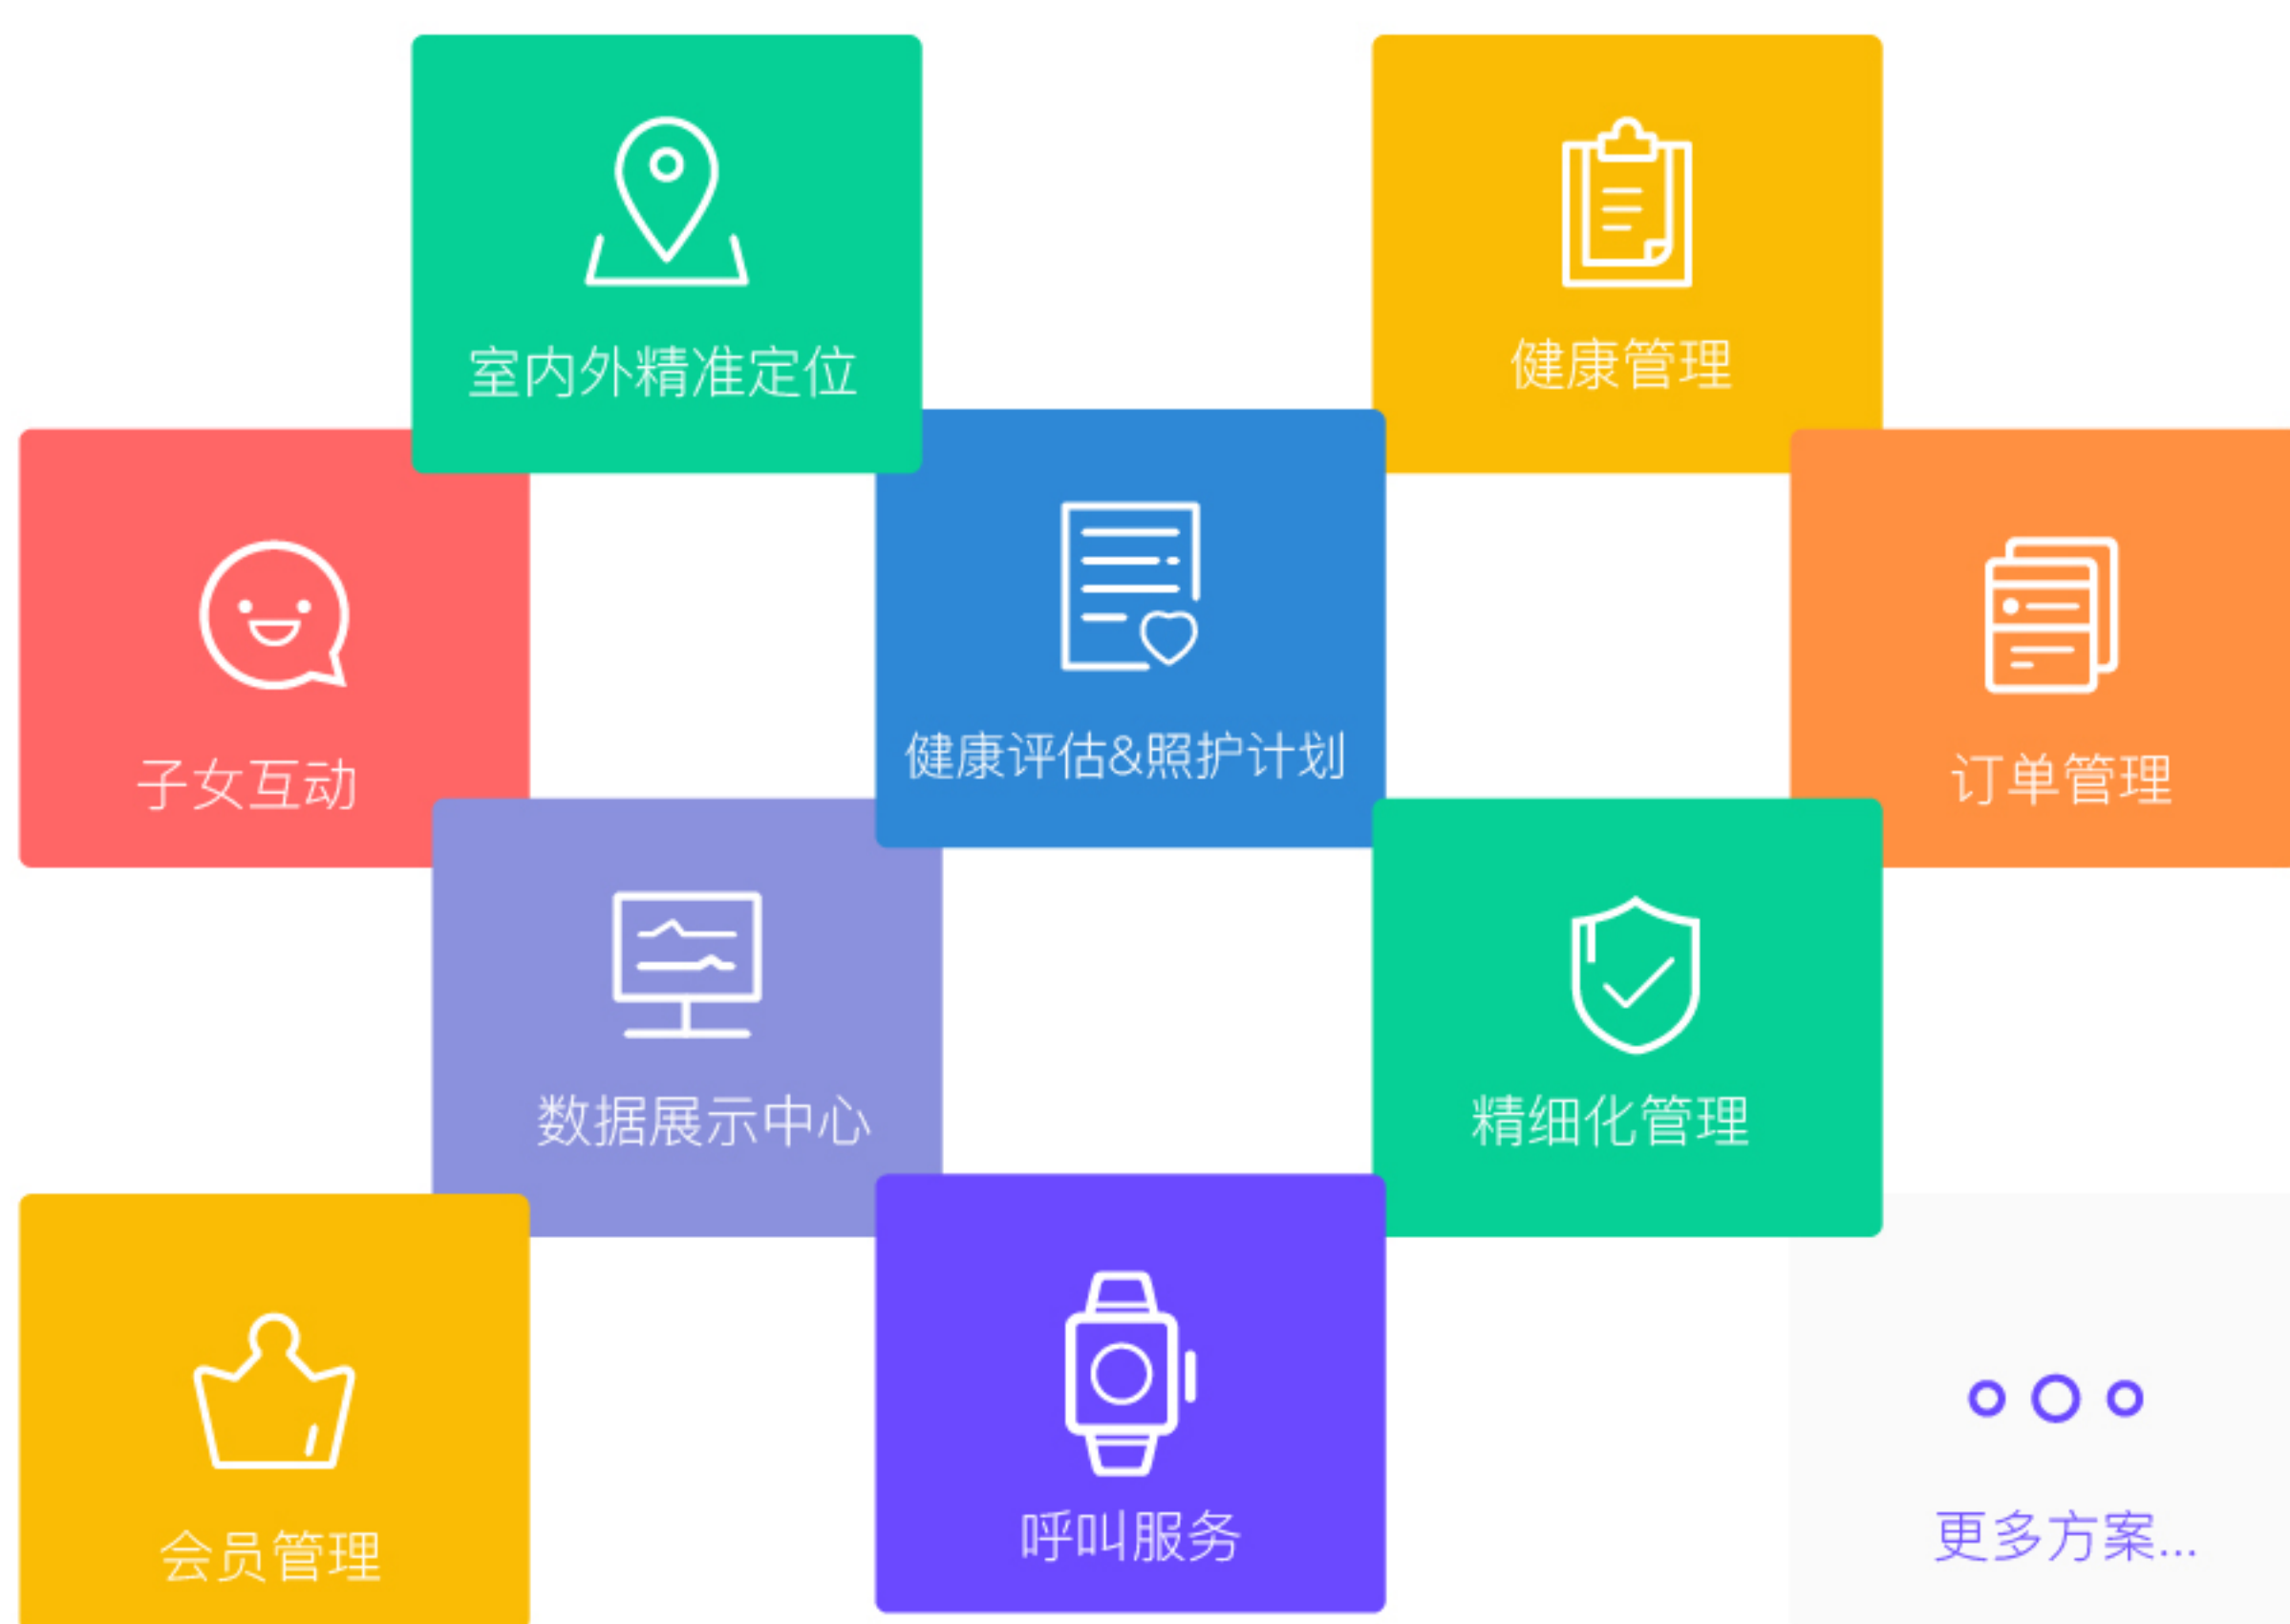 室内外精准定位
健康管理
子女互动
健康评估&照护计划
订单管理
数据展示中心
精细化管理
会员管理
呼叫服务
更多方案...